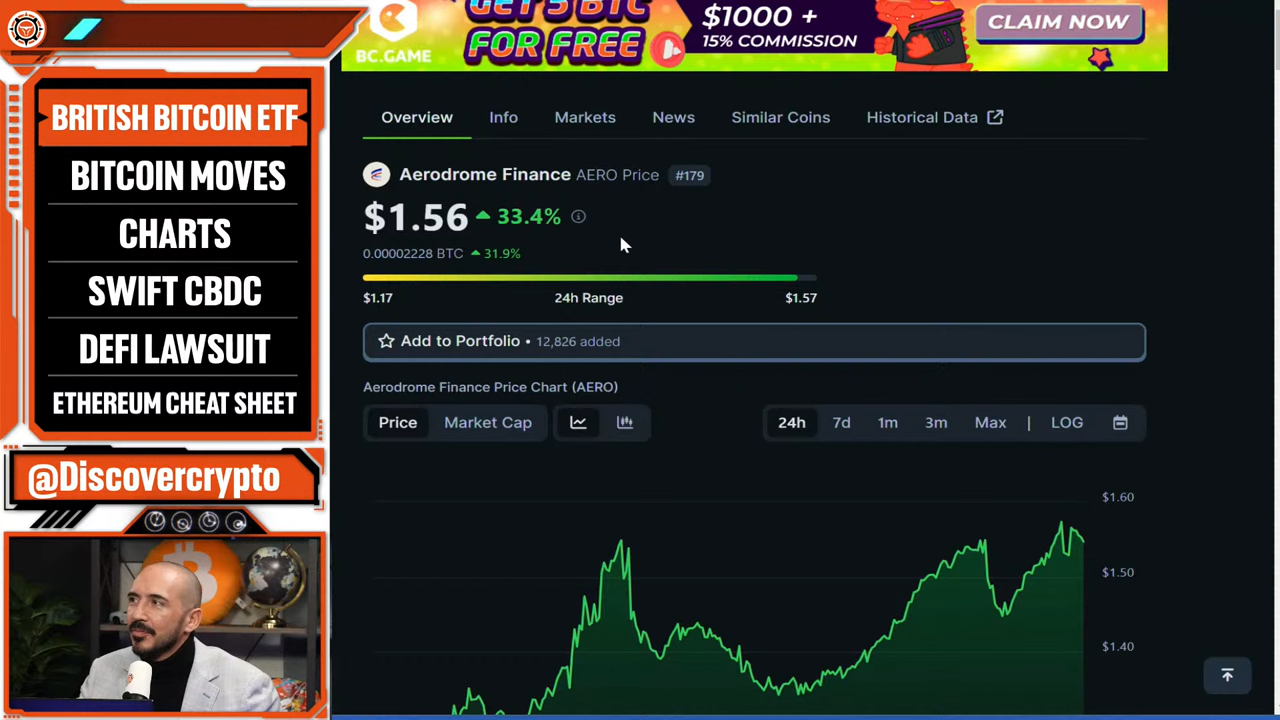 BRITISH BITCOIN ETF
BITCOIN MOVES
CHARTS
SWIFT CBDC
DEFI LAWSUIT
ETHEREUM CHEAT SHEET
@Discovercrypto
BC.GAME
GET 5 BTC
FOR FREE
$1000 +
15% COMMISSION
CLAIM NOW
Overview Info Markets News Similar Coins Historical Data
Aerodrome Finance AERO Price #179
$1.56 33.4%
0.00002228 BTC 31.9%
$1.17 24h Range $1.57
Add to Portfolio • 12,826 added
Aerodrome Finance Price Chart (AERO)
Price Market Cap 24h 7d 1m 3m Max | LOG
$1.60
$1.50
$1.40